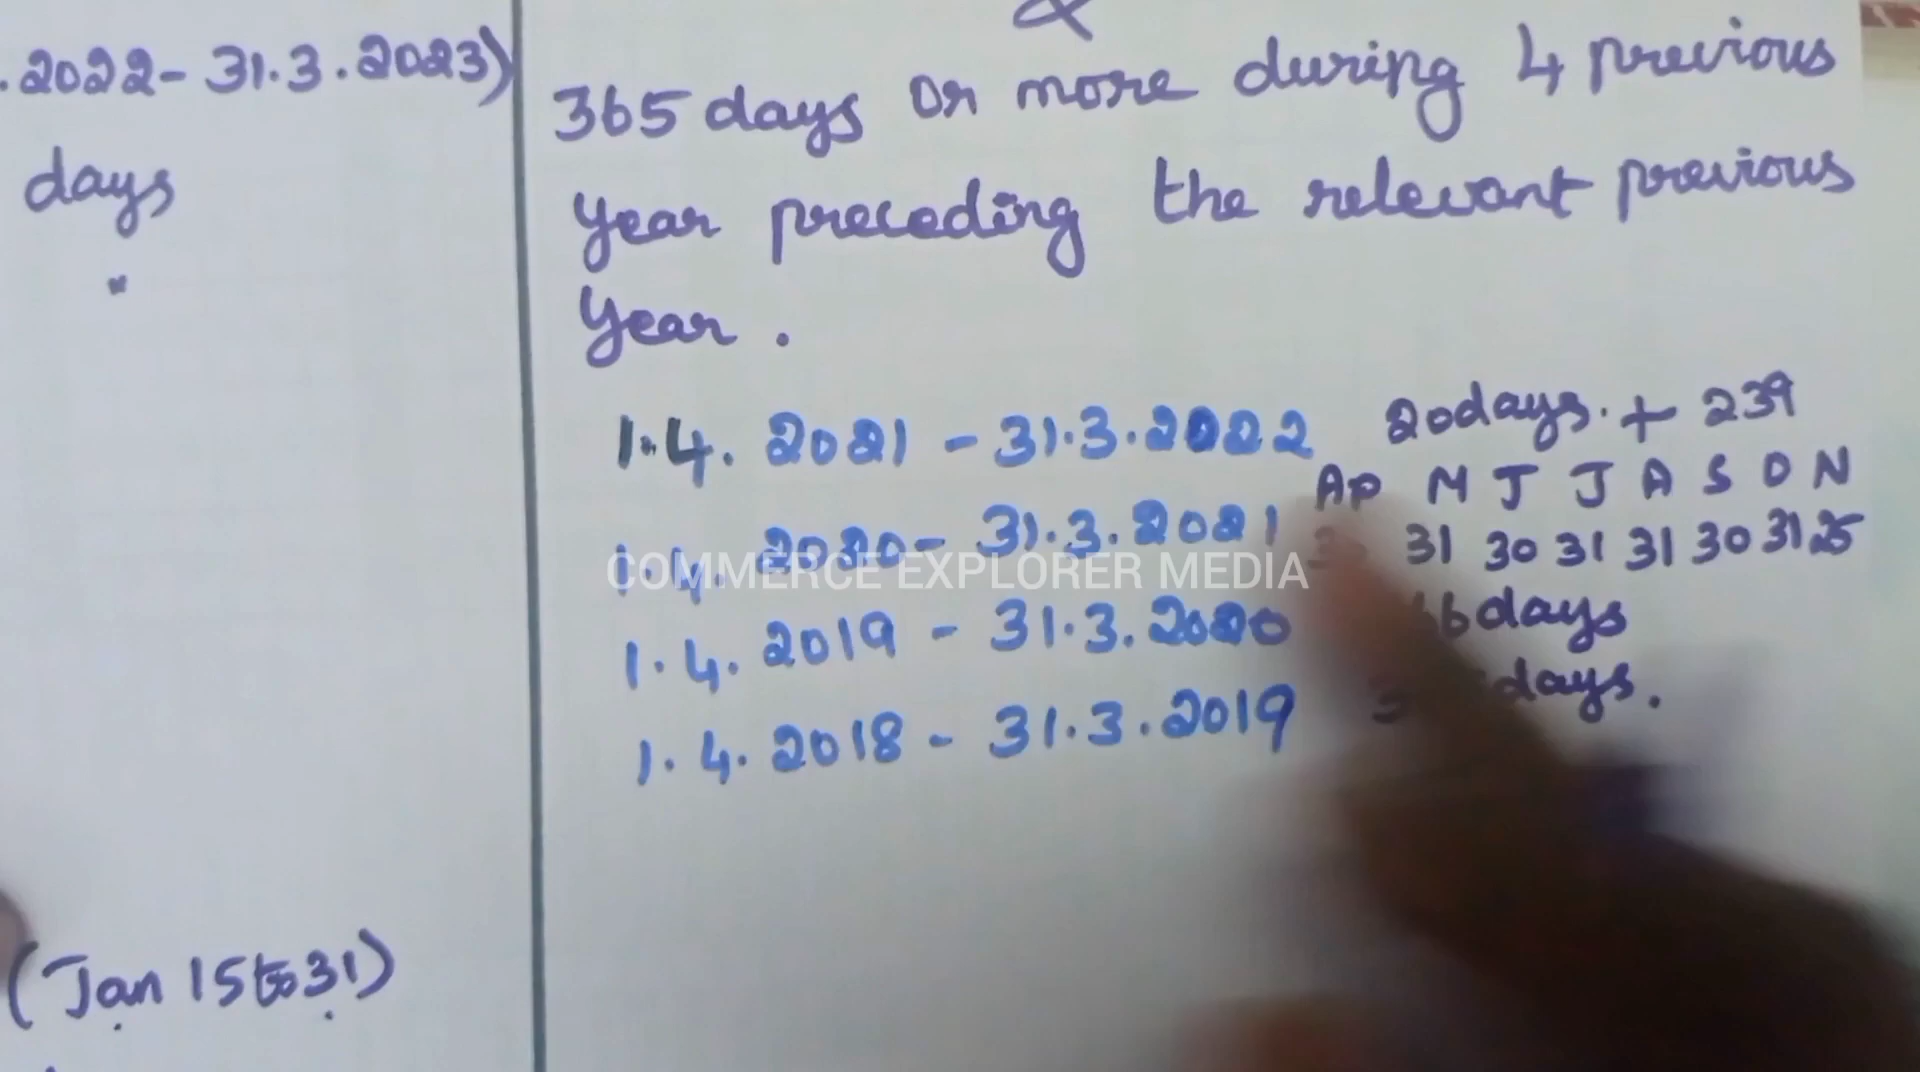 .2022- 31.3.2023)
days
"
(Jan 15 to 31)
&
365 days or more during 4 previous
year preceding the relevant previous
year.
1.4. 2021 - 31.3.2022 20days. + 239
Ap M J J A S O N
31 30 31 31 30 31 25
1.4. 2020- 31.3.2021
COMMERCE EXPLORER MEDIA
1.4. 2019 - 31.3.2020 days
1.4.2018 - 31.3.2019 days.